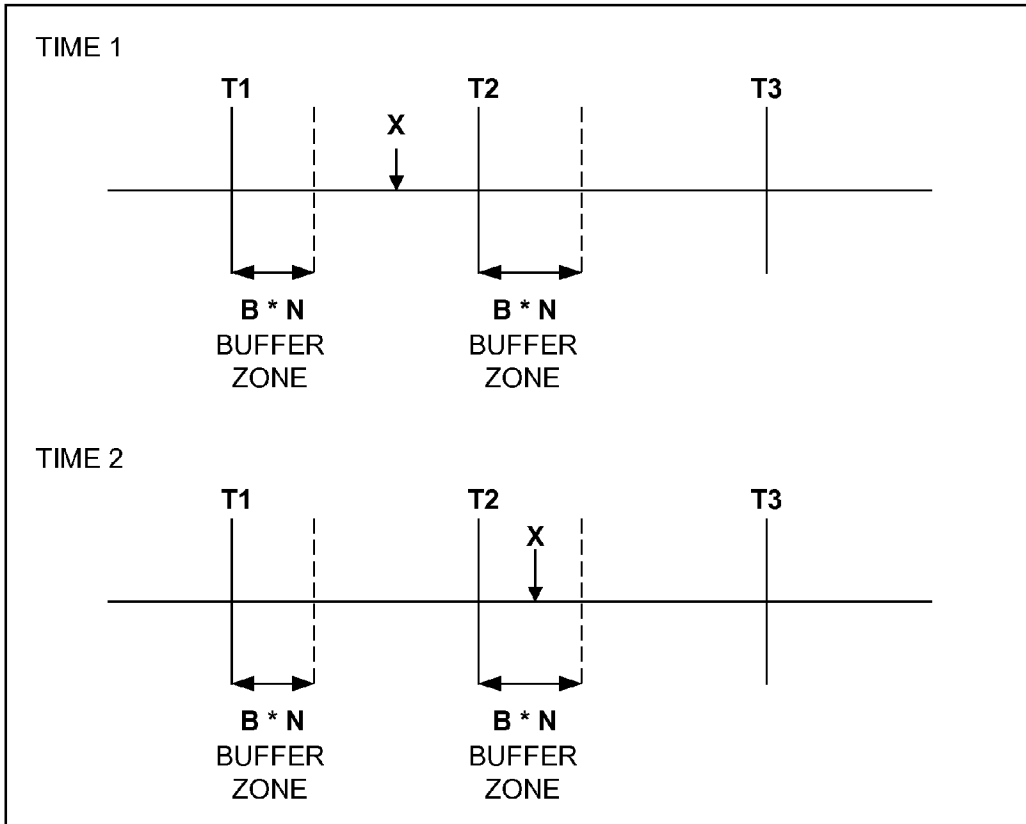 TIME 1
T1 T2 T3
X
B * N B * N
BUFFER BUFFER
ZONE ZONE
TIME 2
T1 T2 T3
X
B * N B * N
BUFFER BUFFER
ZONE ZONE